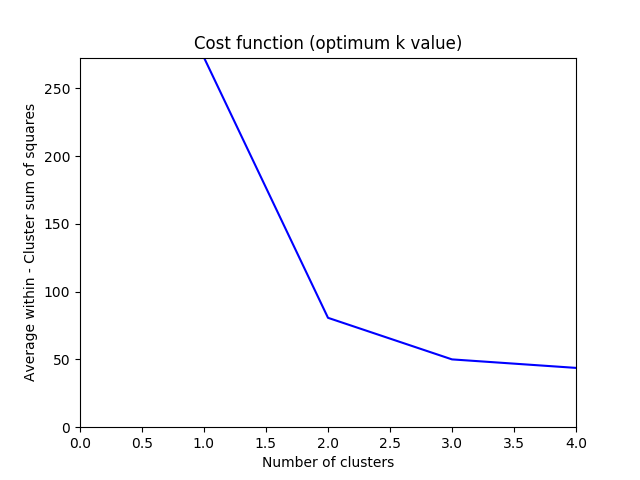 Cost function (optimum k value)
Average within - Cluster sum of squares
250
200
150
100
50
0
0.0 0.5 1.0 1.5 2.0 2.5 3.0 3.5 4.0
Number of clusters